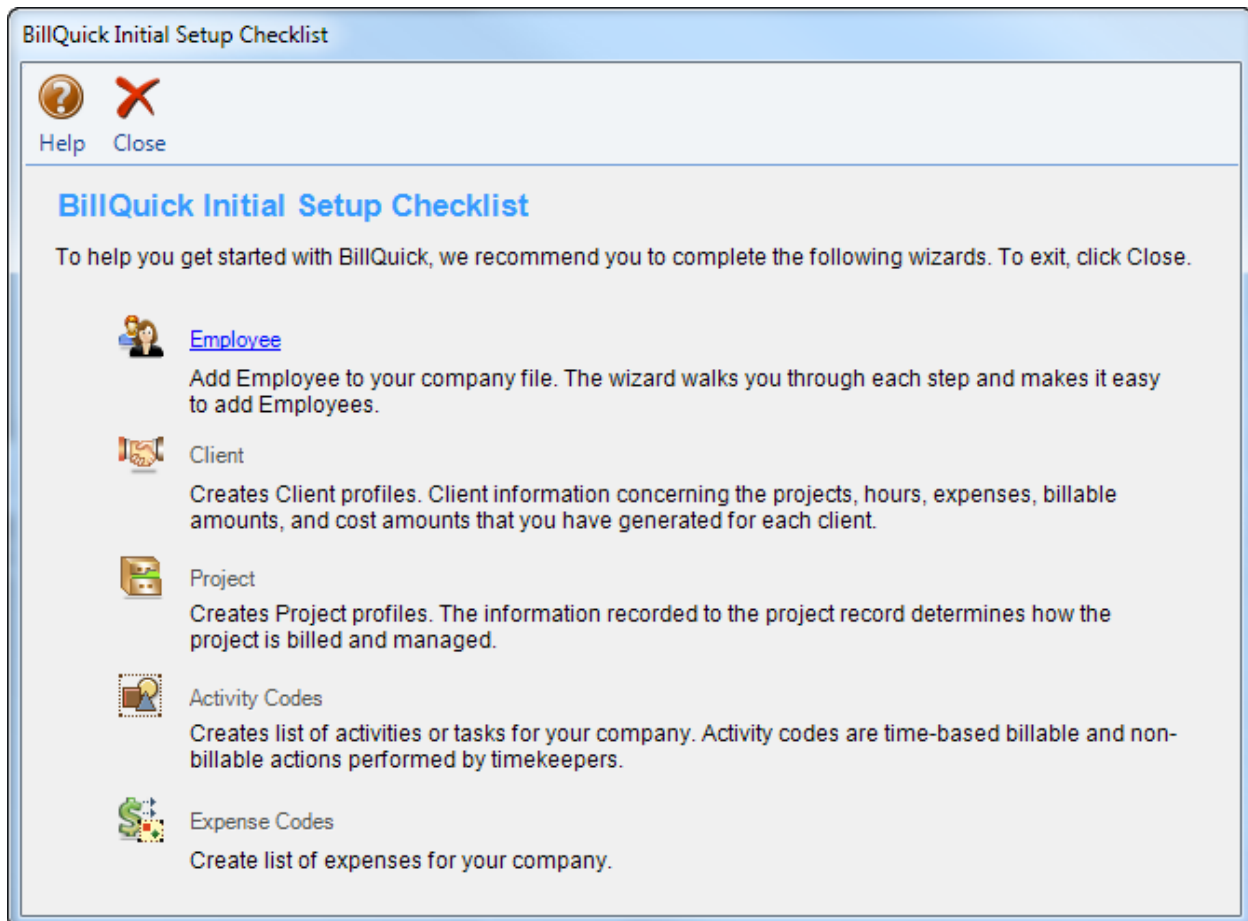 BillQuick Initial Setup Checklist
Help Close
BillQuick Initial Setup Checklist
To help you get started with BillQuick, we recommend you to complete the following wizards. To exit, click Close.
Employee
Add Employee to your company file. The wizard walks you through each step and makes it easy
to add Employees.
Client
Creates Client profiles. Client information concerning the projects, hours, expenses, billable
amounts, and cost amounts that you have generated for each client.
Project
Creates Project profiles. The information recorded to the project record determines how the
project is billed and managed.
Activity Codes
Creates list of activities or tasks for your company. Activity codes are time-based billable and non-
billable actions performed by timekeepers.
Expense Codes
Create list of expenses for your company.